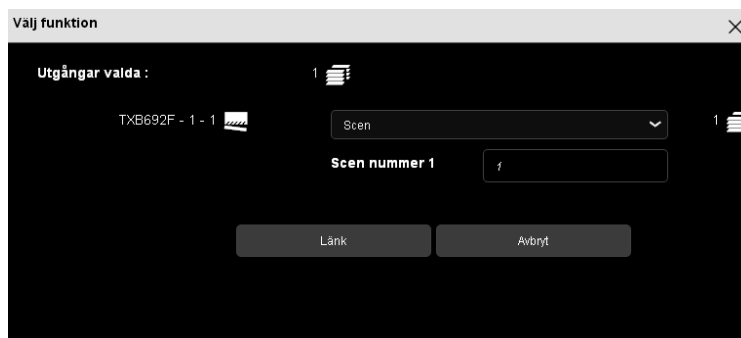 Välj funktion
Utgångar valda : 1
TXB692F - 1 - 1 Scen 1
Scen nummer 1 1
Länk Avbryt